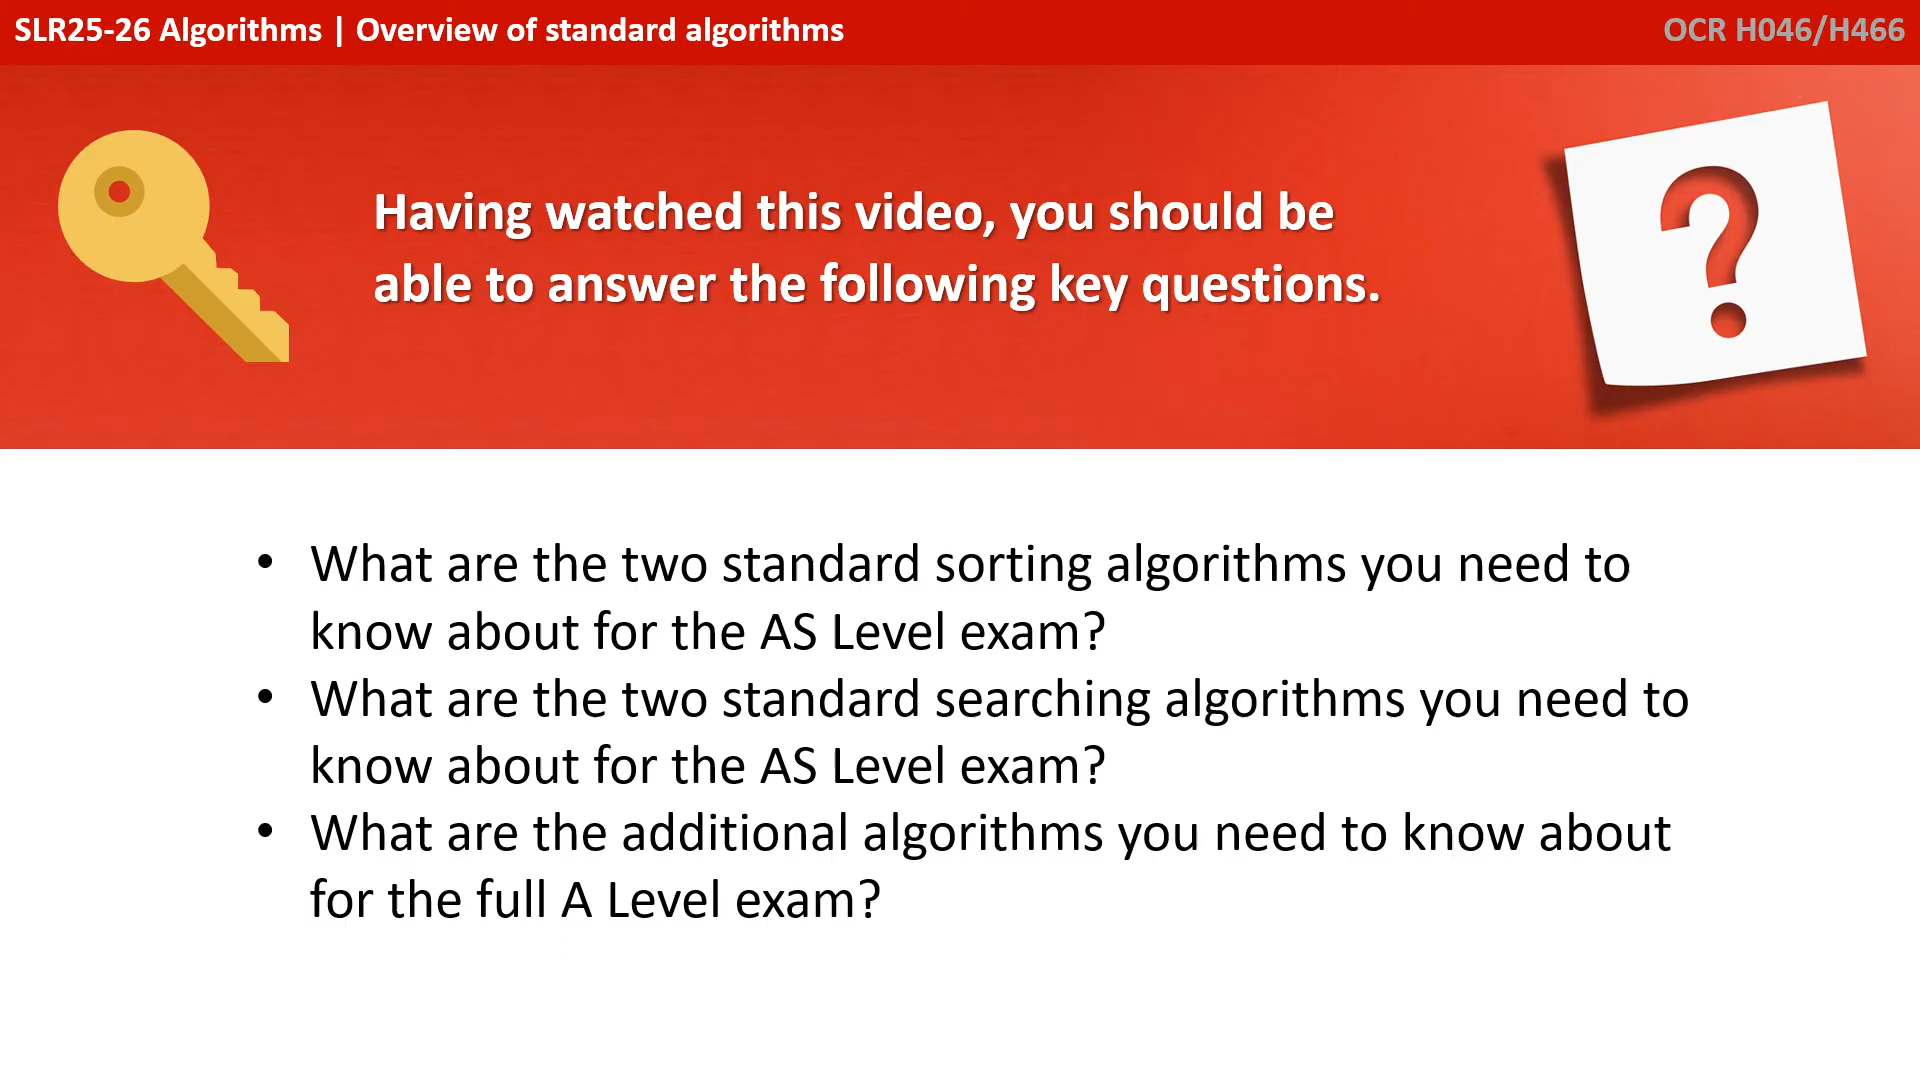 SLR25-26 Algorithms | Overview of standard algorithms
OCR H046/H466
Having watched this video, you should be
able to answer the following key questions.
?
• What are the two standard sorting algorithms you need to
know about for the AS Level exam?
• What are the two standard searching algorithms you need to
know about for the AS Level exam?
• What are the additional algorithms you need to know about
for the full A Level exam?